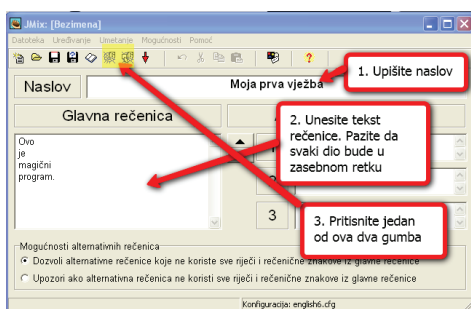 JMix: [Bezimena]
Datoteka Uređivanje Umetanje Mogućnosti Pomoć
Naslov
Moja prva vježba
1. Upišite naslov
Glavna rečenica
A
Ovo
je
magični
program.
2. Unesite tekst
rečenice. Pazite da
svaki dio bude u
zasebnom retku
1
2
3
3. Pritisnite jedan
od ova dva gumba
Mogućnosti alternativnih rečenica
Dozvoli alternativne rečenice koje ne koriste sve riječi i rečenične znakove iz glavne rečenice
Upozori ako alternativna rečenica ne koristi sve riječi i rečenične znakove iz glavne rečenice
Konfiguracija: english6.cfg